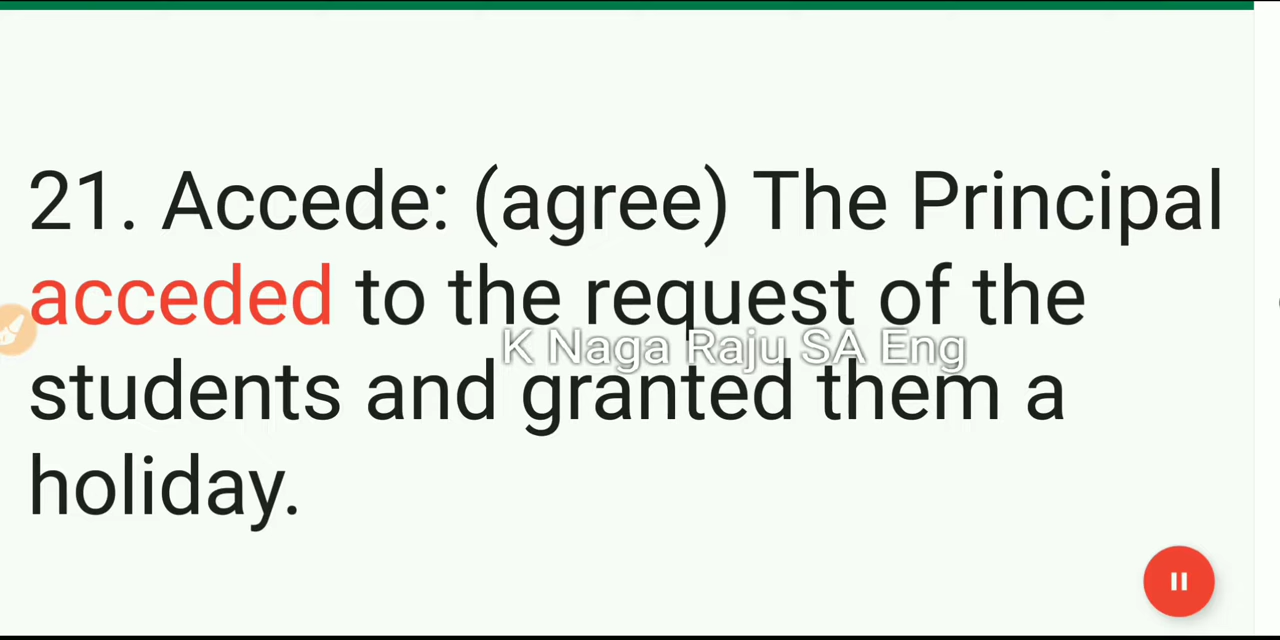 21. Accede: (agree) The Principal
acceded to the request of the
K Naga Raju SA Eng
students and granted them a
holiday.